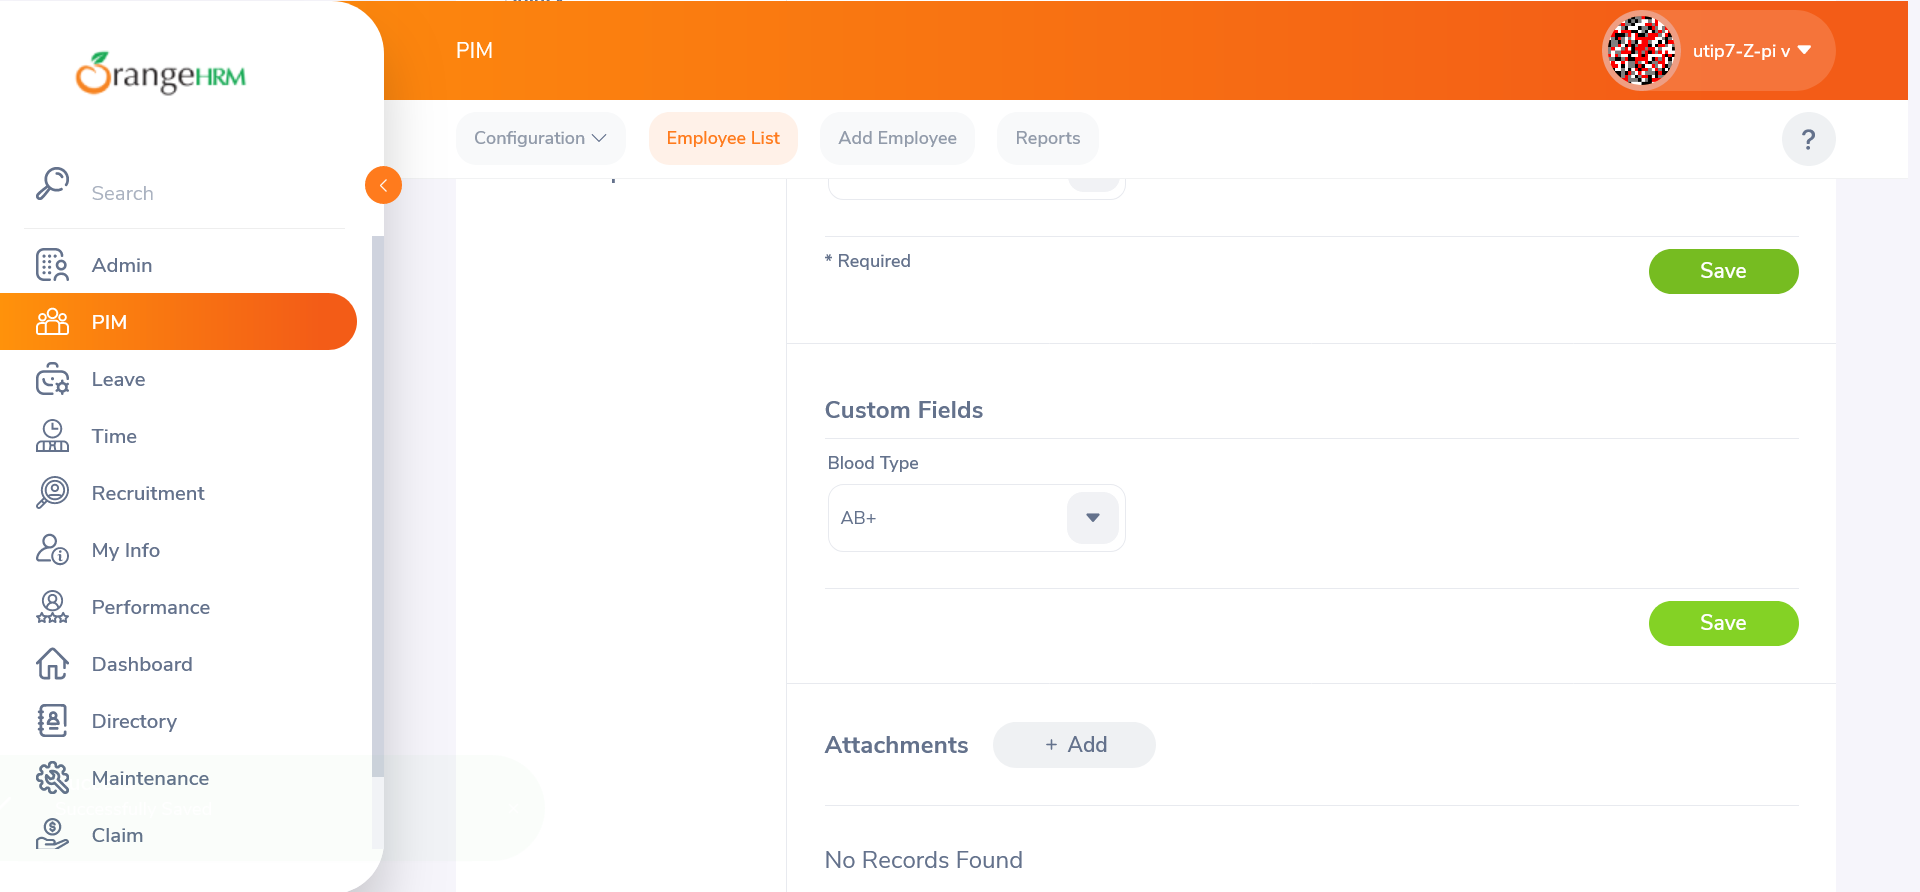 OrangeHRM
PIM
utip7-Z-pi v
Configuration
Employee List
Add Employee
Reports
?
Search
Admin
PIM
Leave
Time
Recruitment
My Info
Performance
Dashboard
Directory
Maintenance
Claim
* Required
Save
Custom Fields
Blood Type
AB+
Save
Attachments
+ Add
No Records Found